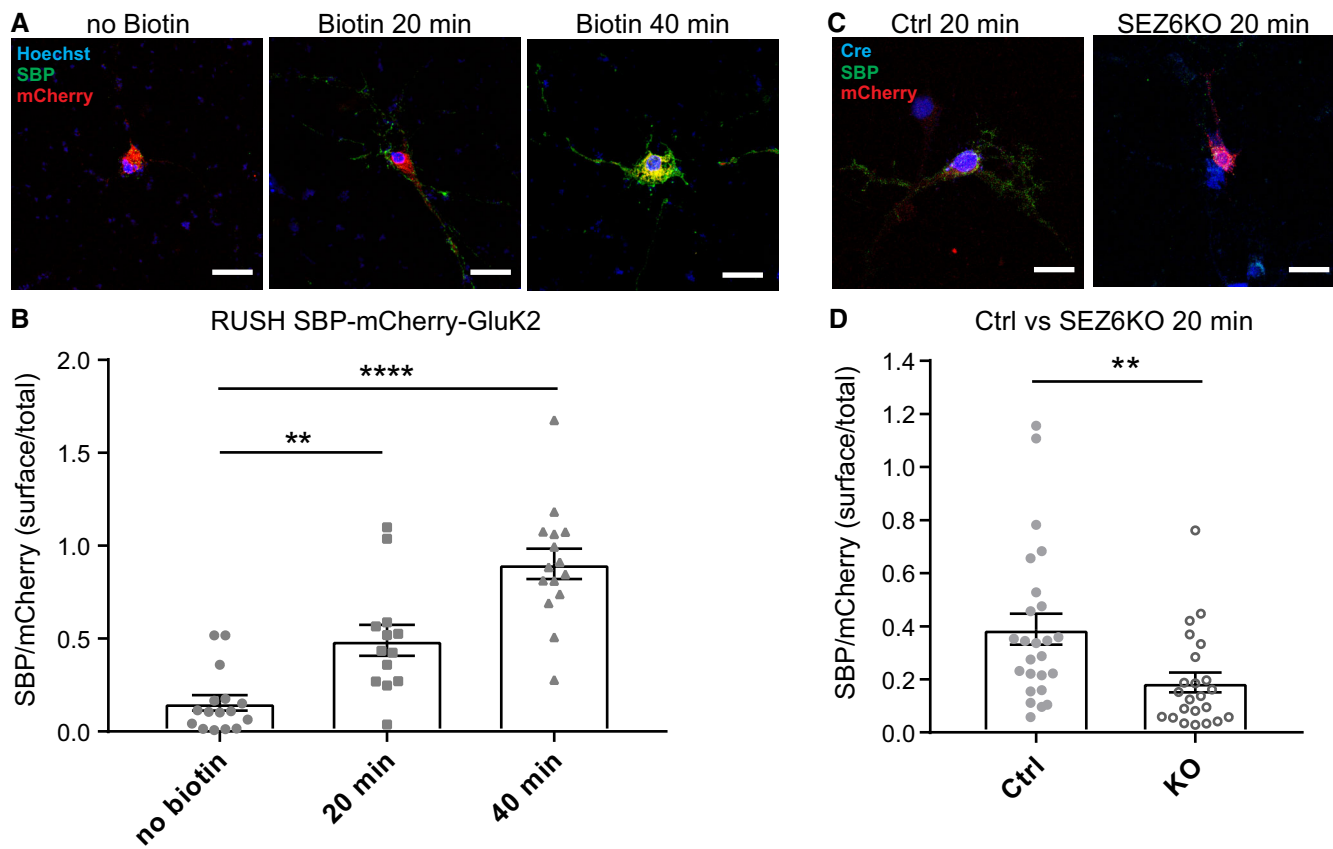 A
no Biotin
Biotin 20 min
Biotin 40 min
Hoechst
SBP
mCherry
C
Ctrl 20 min
SEZ6KO 20 min
Cre
SBP
mCherry
B
RUSH SBP-mCherry-GluK2
SBP/mCherry (surface/total)
2.0
1.5
1.0
0.5
0.0
****
**
no biotin
20 min
40 min
D
Ctrl vs SEZ6KO 20 min
SBP/mCherry (surface/total)
1.4
1.2
1.0
0.8
0.6
0.4
0.2
0.0
**
Ctrl
KO